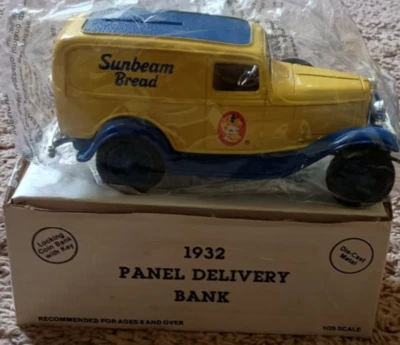 Sunbeam
Bread
Locking
Coin Bank
with Key
1932
PANEL DELIVERY
BANK
Die-Cast
Metal
RECOMMENDED FOR AGES 8 AND OVER
1/25 SCALE